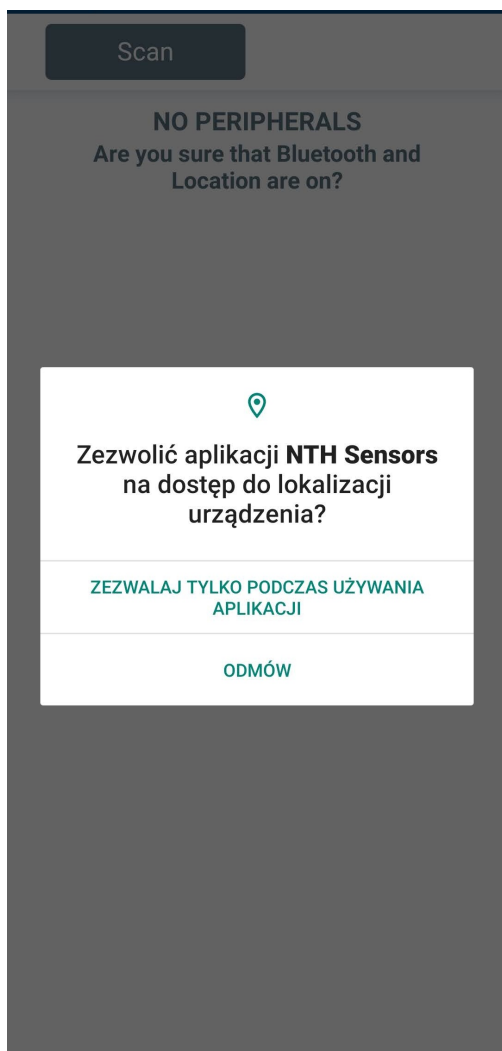 Scan
NO PERIPHERALS
Are you sure that Bluetooth and
Location are on?
Zezwolić aplikacji NTH Sensors
na dostęp do lokalizacji
urządzenia?
ZEZWALAJ TYLKO PODCZAS UŻYWANIA
APLIKACJI
ODMÓW